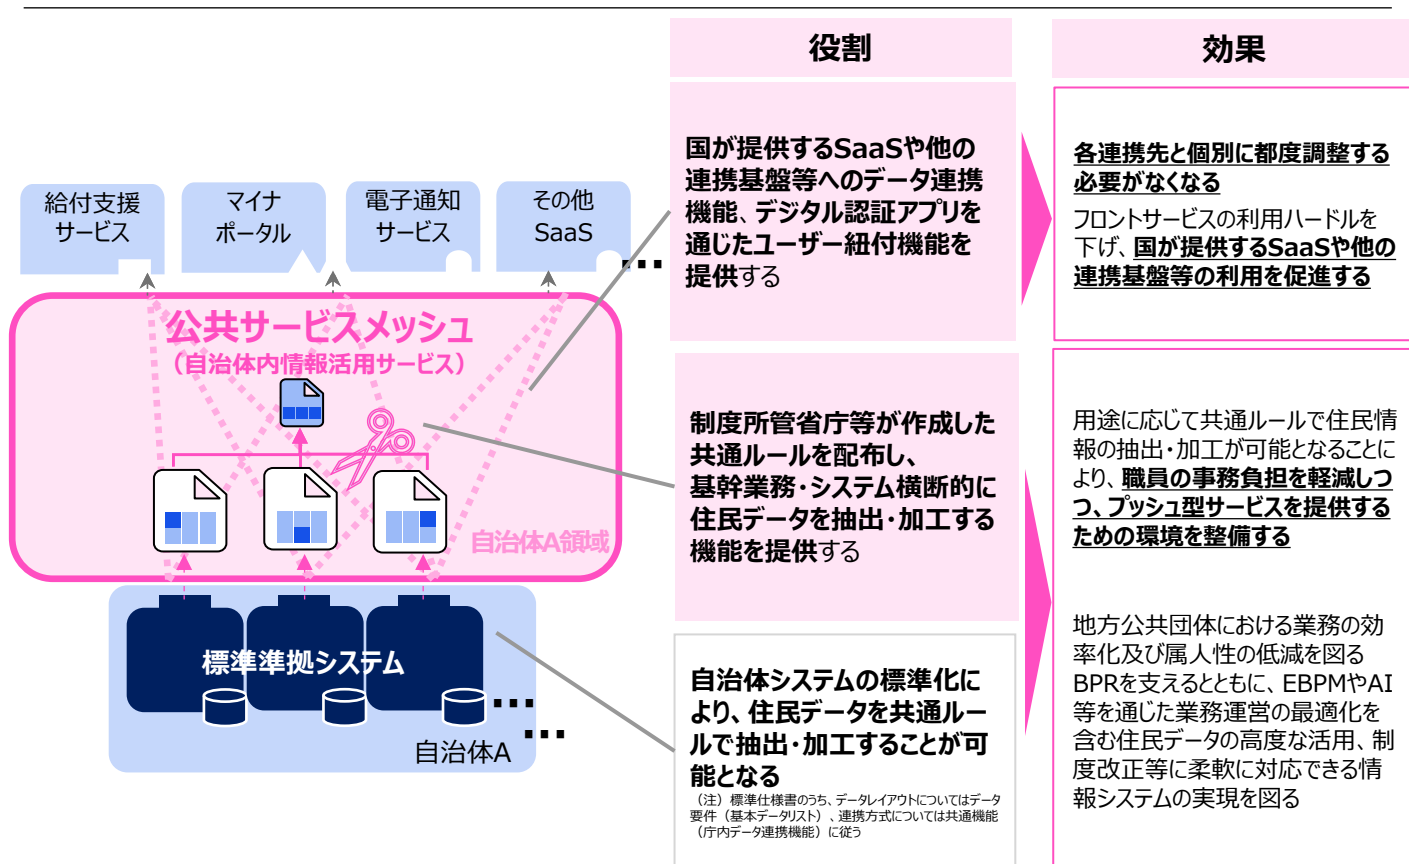 役割
効果
国が提供するSaaSや他の
連携基盤等へのデータ連携
機能、デジタル認証アプリを
通じたユーザー紐付機能を
提供する
各連携先と個別に都度調整する
必要がなくなる
フロントサービスの利用ハードルを
下げ、国が提供するSaaSや他の
連携基盤等の利用を促進する
給付支援
サービス
マイナ
ポータル
電子通知
サービス
その他
SaaS
…
公共サービスメッシュ
（自治体内情報活用サービス）
自治体A領域
制度所管省庁等が作成した
共通ルールを配布し、
基幹業務・システム横断的に
住民データを抽出・加工する
機能を提供する
用途に応じて共通ルールで住民情
報の抽出・加工が可能となることに
より、職員の事務負担を軽減しつ
つ、プッシュ型サービスを提供する
ための環境を整備する
標準準拠システム
…
…
自治体A
自治体システムの標準化に
より、住民データを共通ルー
ルで抽出・加工することが可
能となる
（注）標準仕様書のうち、データレイアウトについてはデータ
要件（基本データリスト）、連携方式については共通機能
（庁内データ連携機能）に従う
地方公共団体における業務の効
率化及び属人性の低減を図る
BPRを支えるとともに、EBPMやAI
等を通じた業務運営の最適化を
含む住民データの高度な活用、制
度改正等に柔軟に対応できる情
報システムの実現を図る